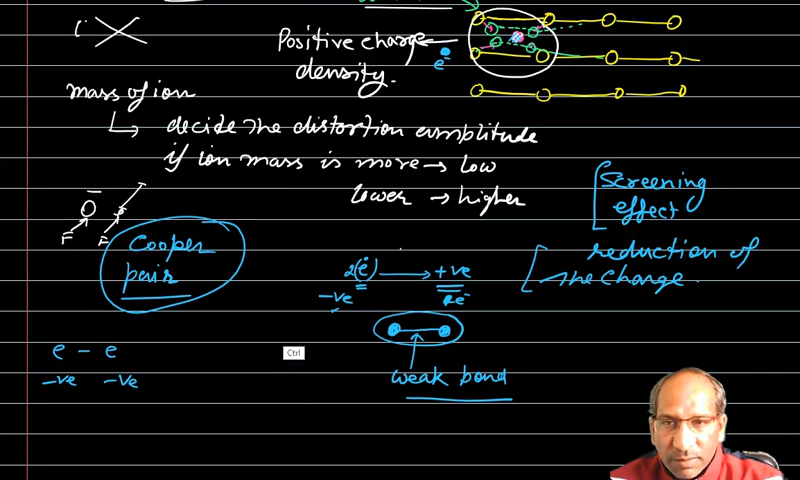 Positive charge
density.
e
mass of ion
decide the distortion amplitude
if ion mass is more → low
lower → higher
Screening
effect
F F
Cooper
pair
reduction of
the charge.
2(e) → +ve
-ve
e - e
-ve -ve
Ctrl
weak bond